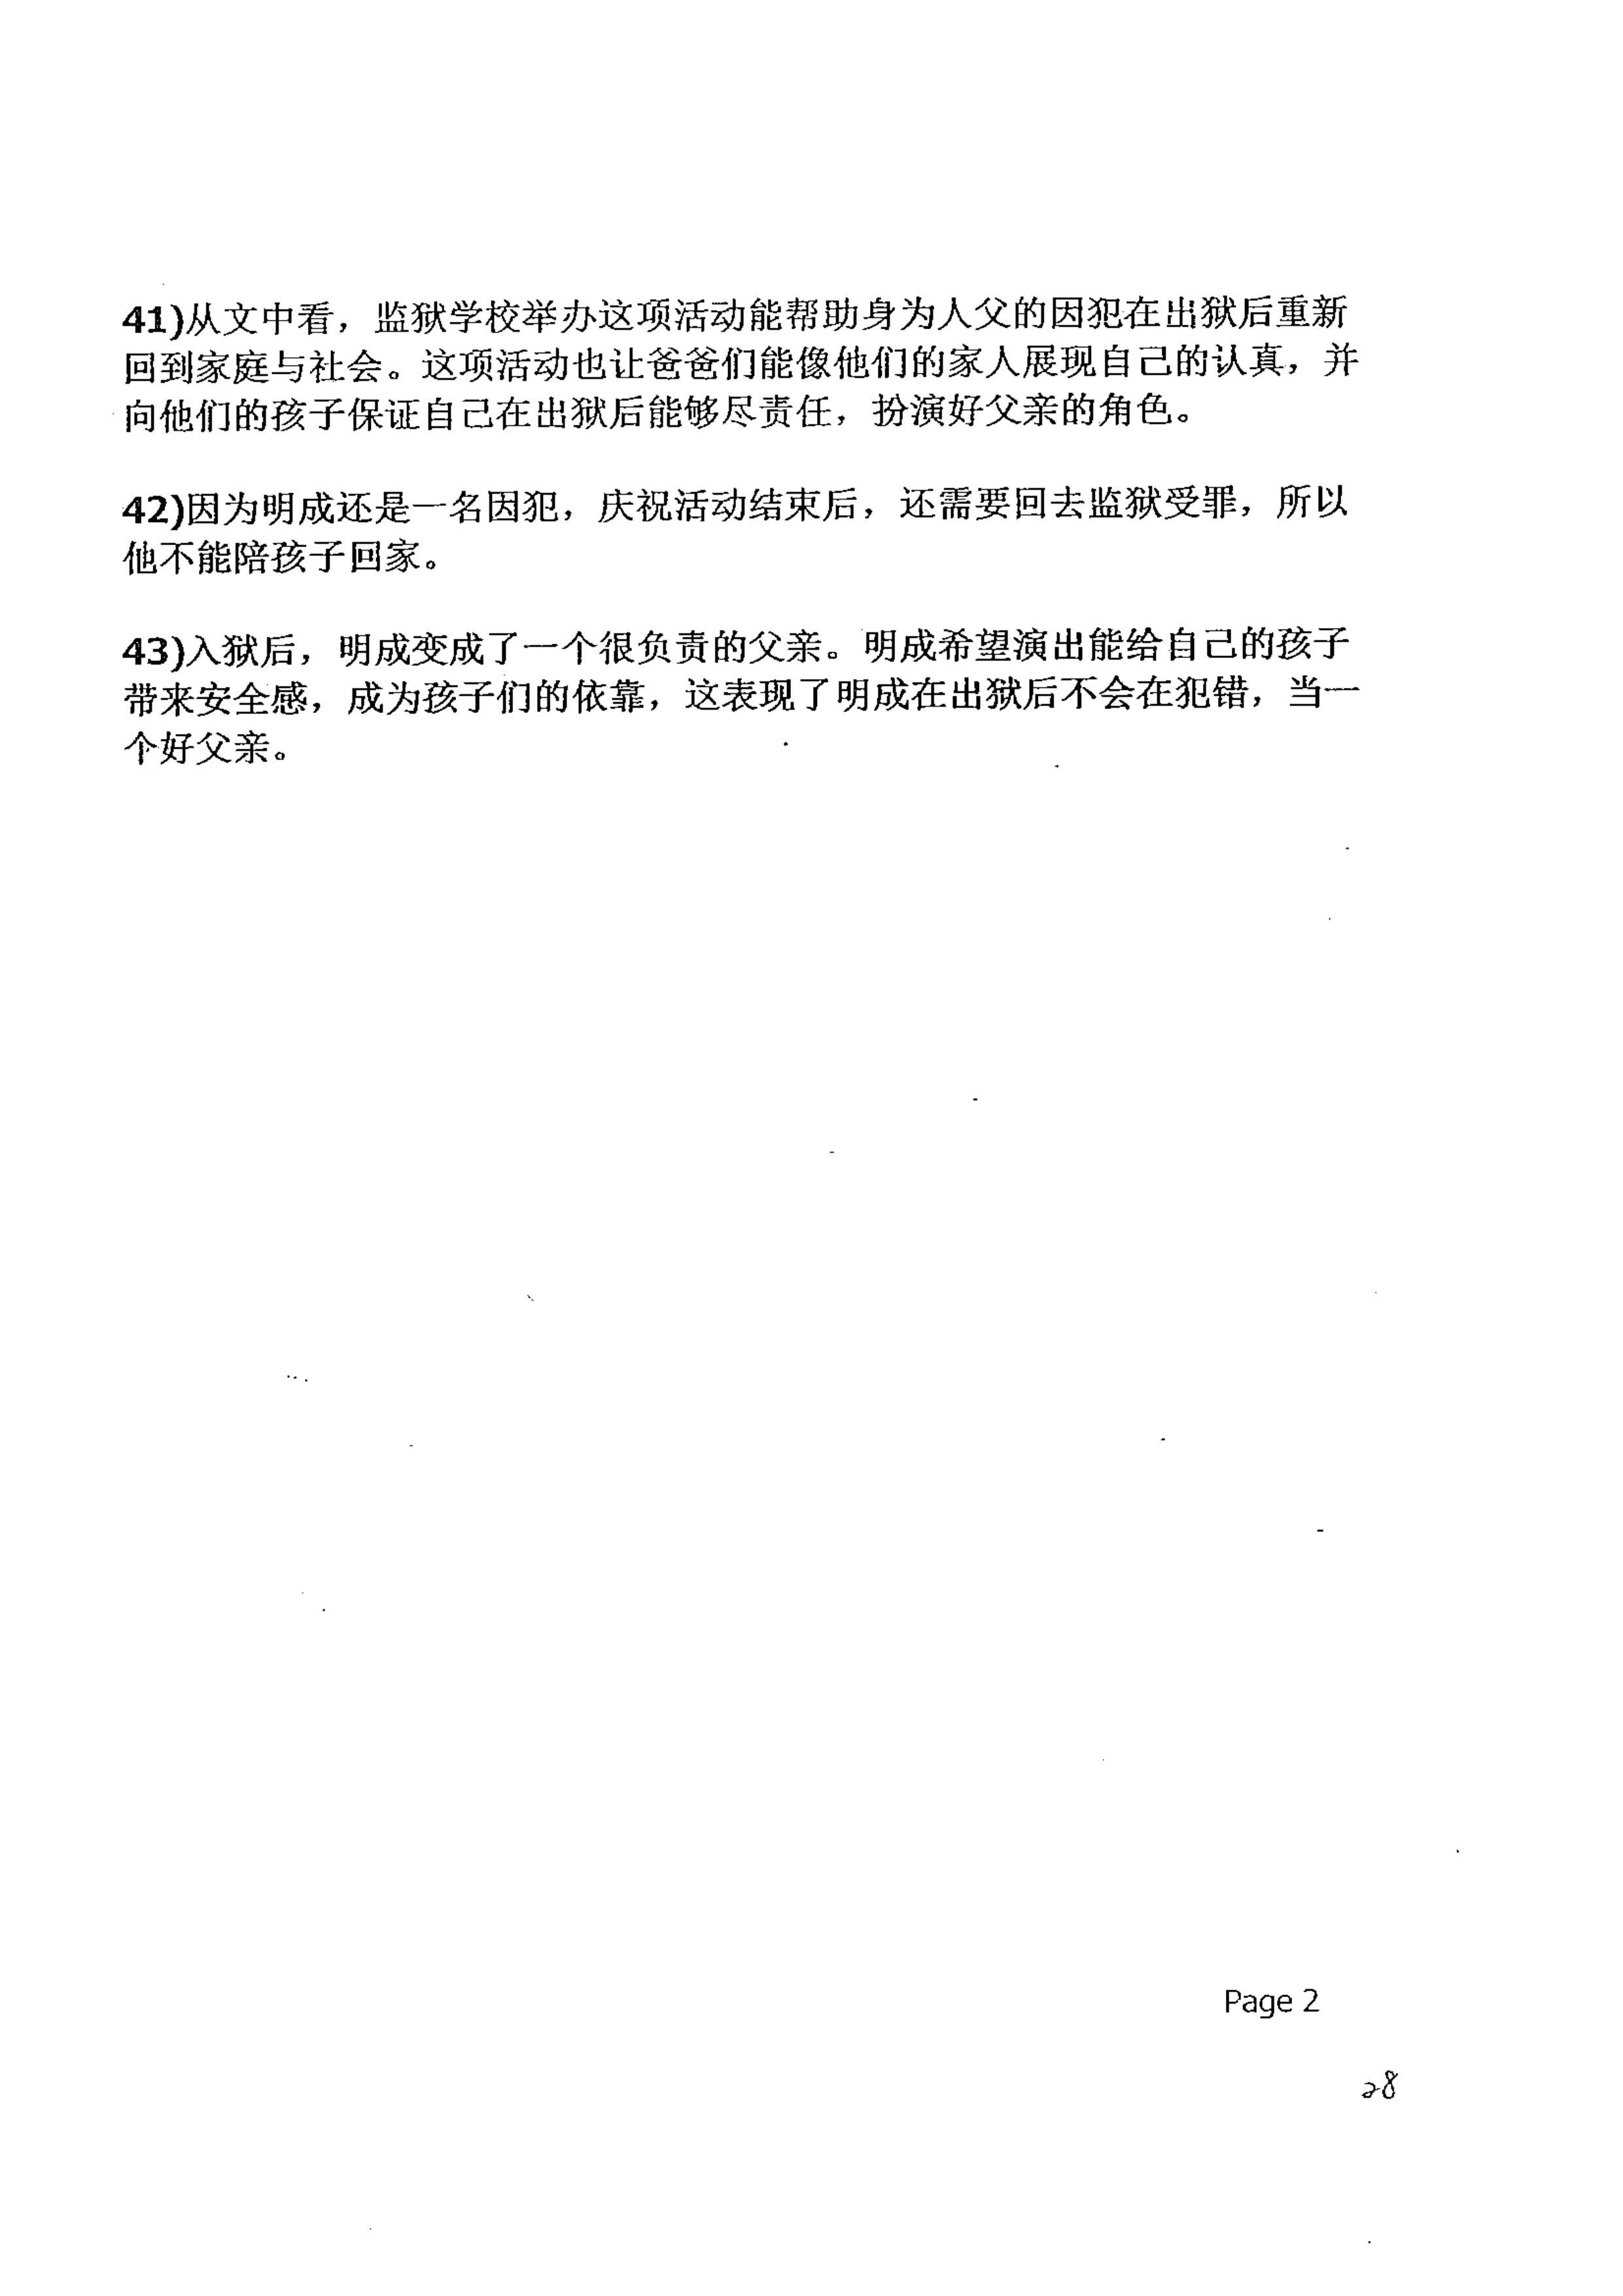 41)从文中看，监狱学校举办这项活动能帮助身为人父的因犯在出狱后重新
回到家庭与社会。这项活动也让爸爸们能像他们的家人展现自己的认真，并
向他们的孩子保证自己在出狱后能够尽责任，扮演好父亲的角色。
42)因为明成还是一名因犯，庆祝活动结束后，还需要回去监狱受罪，所以
他不能陪孩子回家。
43)入狱后，明成变成了一个很负责的父亲。明成希望演出能给自己的孩子
带来安全感，成为孩子们的依靠，这表现了明成在出狱后不会在犯错，当一
个好父亲。
Page 2
28